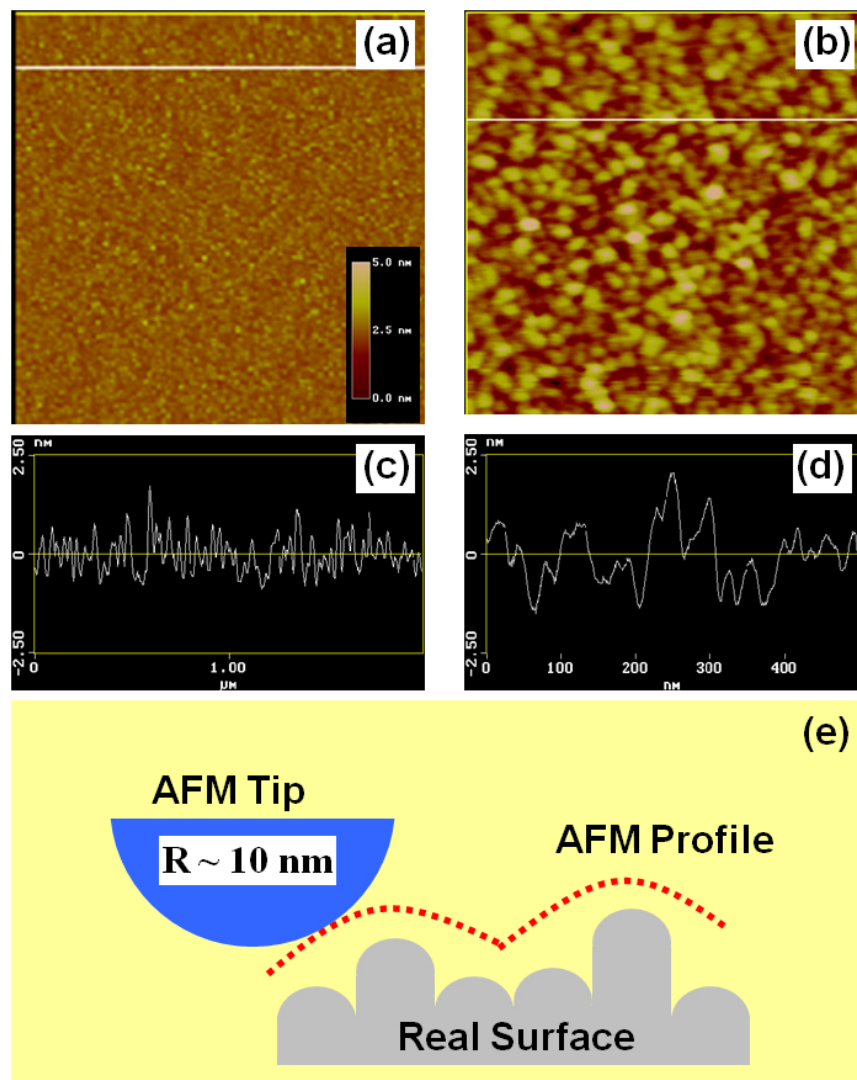 (a)
5.0 nm
2.5 nm
0.0 nm
(b)
nm
2.50
0
-2.50
(c)
0
1.00
µm
2.50
0
-2.50
(d)
0
100
200
300
400
nm
(e)
AFM Tip
R ~ 10 nm
AFM Profile
Real Surface